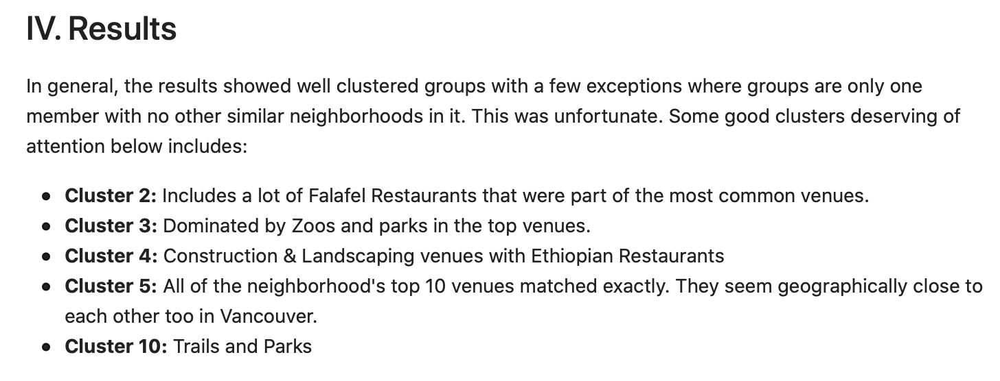 IV. Results
In general, the results showed well clustered groups with a few exceptions where groups are only one
member with no other similar neighborhoods in it. This was unfortunate. Some good clusters deserving of
attention below includes:
• Cluster 2: Includes a lot of Falafel Restaurants that were part of the most common venues.
• Cluster 3: Dominated by Zoos and parks in the top venues.
• Cluster 4: Construction & Landscaping venues with Ethiopian Restaurants
• Cluster 5: All of the neighborhood's top 10 venues matched exactly. They seem geographically close to
each other too in Vancouver.
• Cluster 10: Trails and Parks